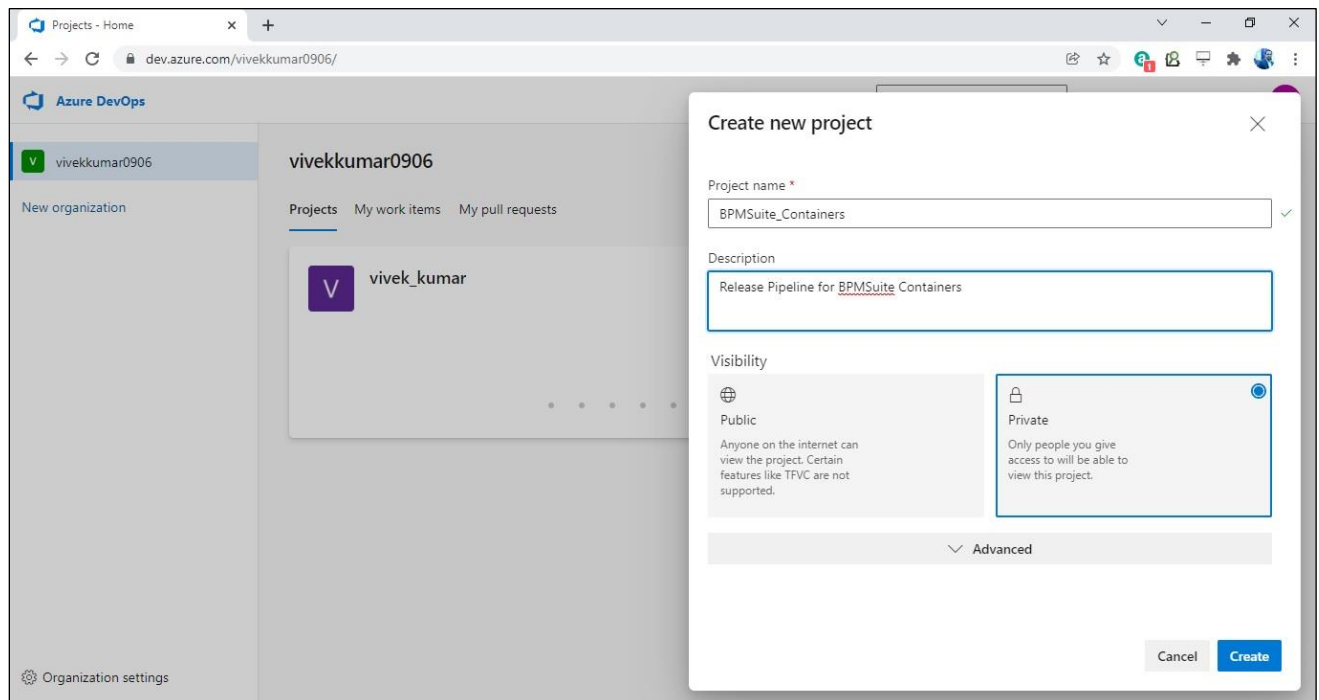 Projects - Home
dev.azure.com/vivekkumar0906/
1
Azure DevOps
V vivekkumar0906
New organization
Organization settings
vivekkumar0906
Projects My work items My pull requests
V vivek_kumar
Create new project
Project name *
BPMSuite_Containers
Description
Release Pipeline for BPMSuite Containers
Visibility
Public
Anyone on the internet can
view the project. Certain
features like TFVC are not
supported.
Private
Only people you give
access to will be able to
view this project.
Advanced
Cancel Create